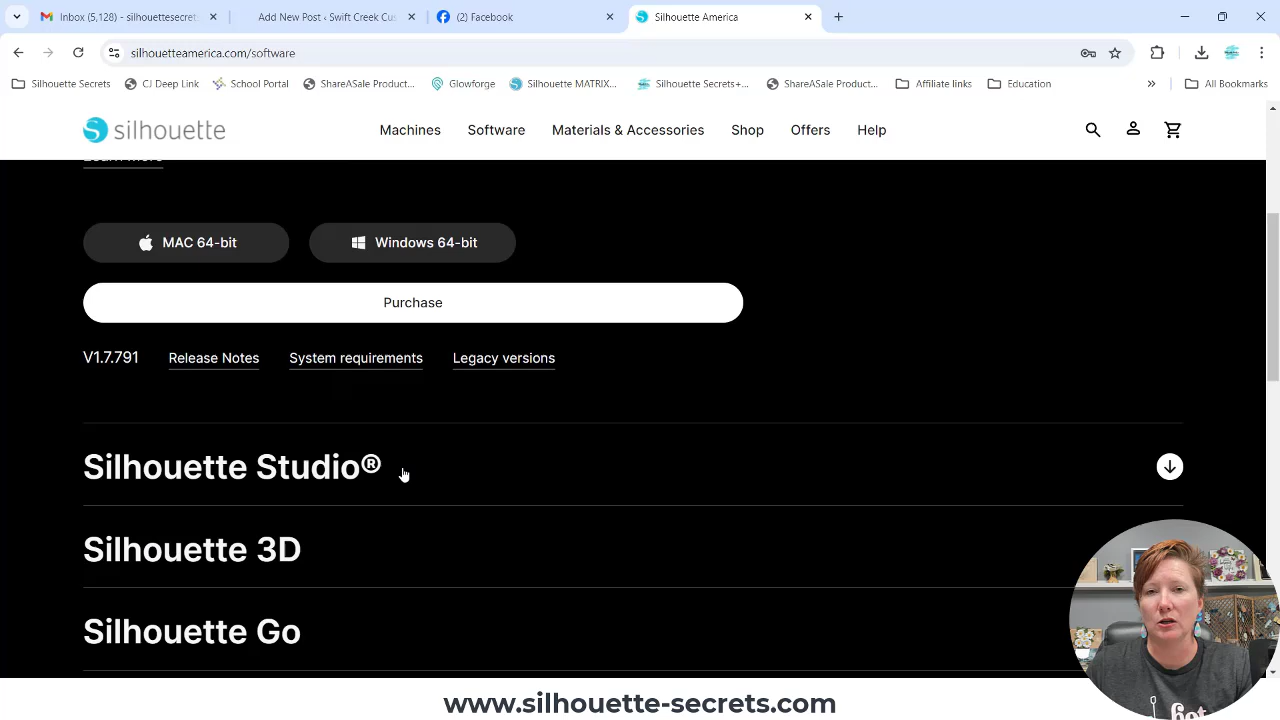 Inbox (5,128) - silhouettesecret
Add New Post ‹ Swift Creek Cus
(2) Facebook
Silhouette America
silhouetteamerica.com/software
Silhouette Secrets
CJ Deep Link
School Portal
ShareASale Product...
Glowforge
Silhouette MATRIX...
Silhouette Secrets+...
ShareASale Product...
Affiliate links
Education
»
All Bookmarks
silhouette
Machines
Software
Materials & Accessories
Shop
Offers
Help
Learn more
MAC 64-bit
Windows 64-bit
Purchase
V1.7.791
Release Notes
System requirements
Legacy versions
Silhouette Studio®
Silhouette 3D
Silhouette Go
www.silhouette-secrets.com